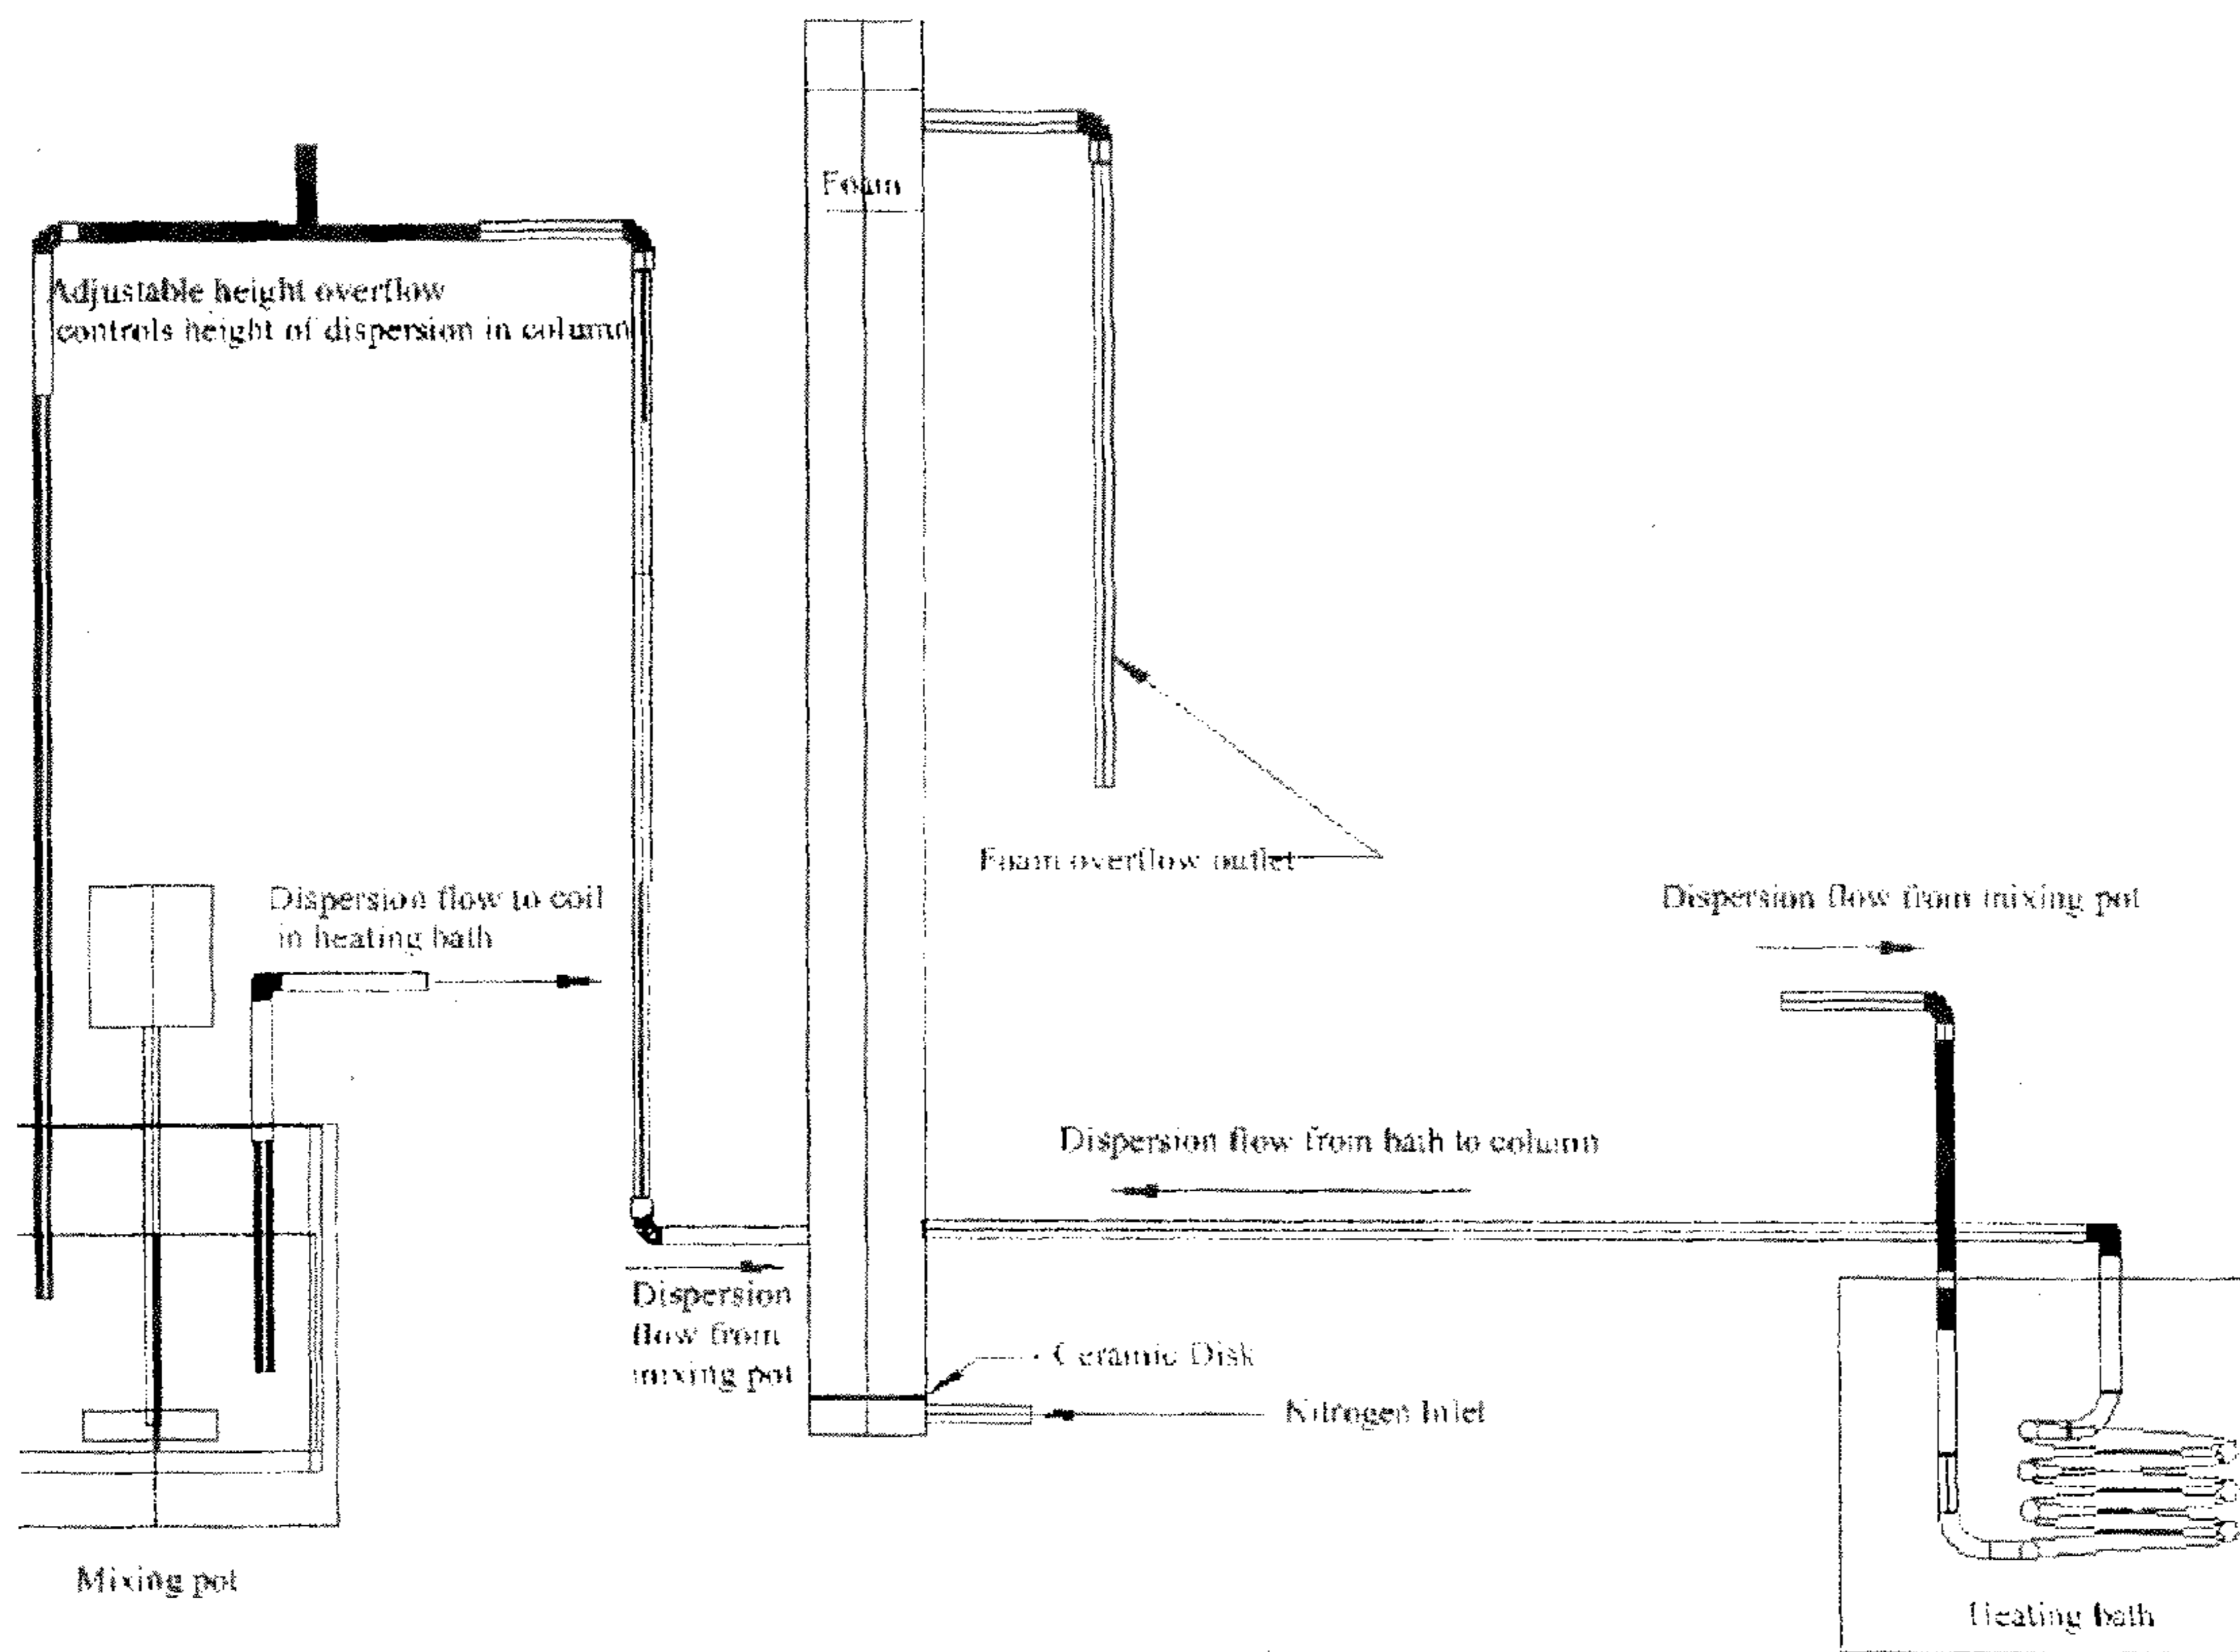 Foam
Adjustable height overflow
controls height of dispersion in column
Foam overflow outlet
Dispersion flow to coil
in heating bath
Dispersion flow from mixing pot
Dispersion flow from bath to column
Dispersion
flow from
mixing pot
Ceramic Disk
Nitrogen Inlet
Mixing pot
Heating bath